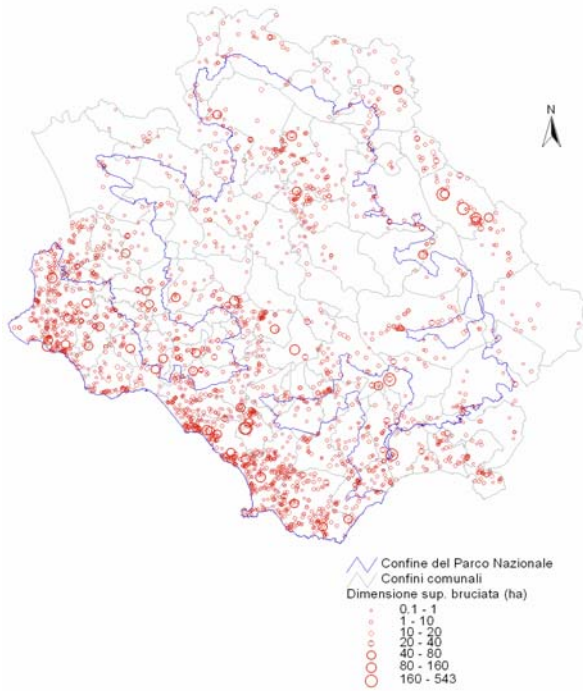 N
Confine del Parco Nazionale
Confini comunali
Dimensione sup. bruciata (ha)
0.1 - 1
1 - 10
10 - 20
20 - 40
40 - 80
80 - 160
160 - 543